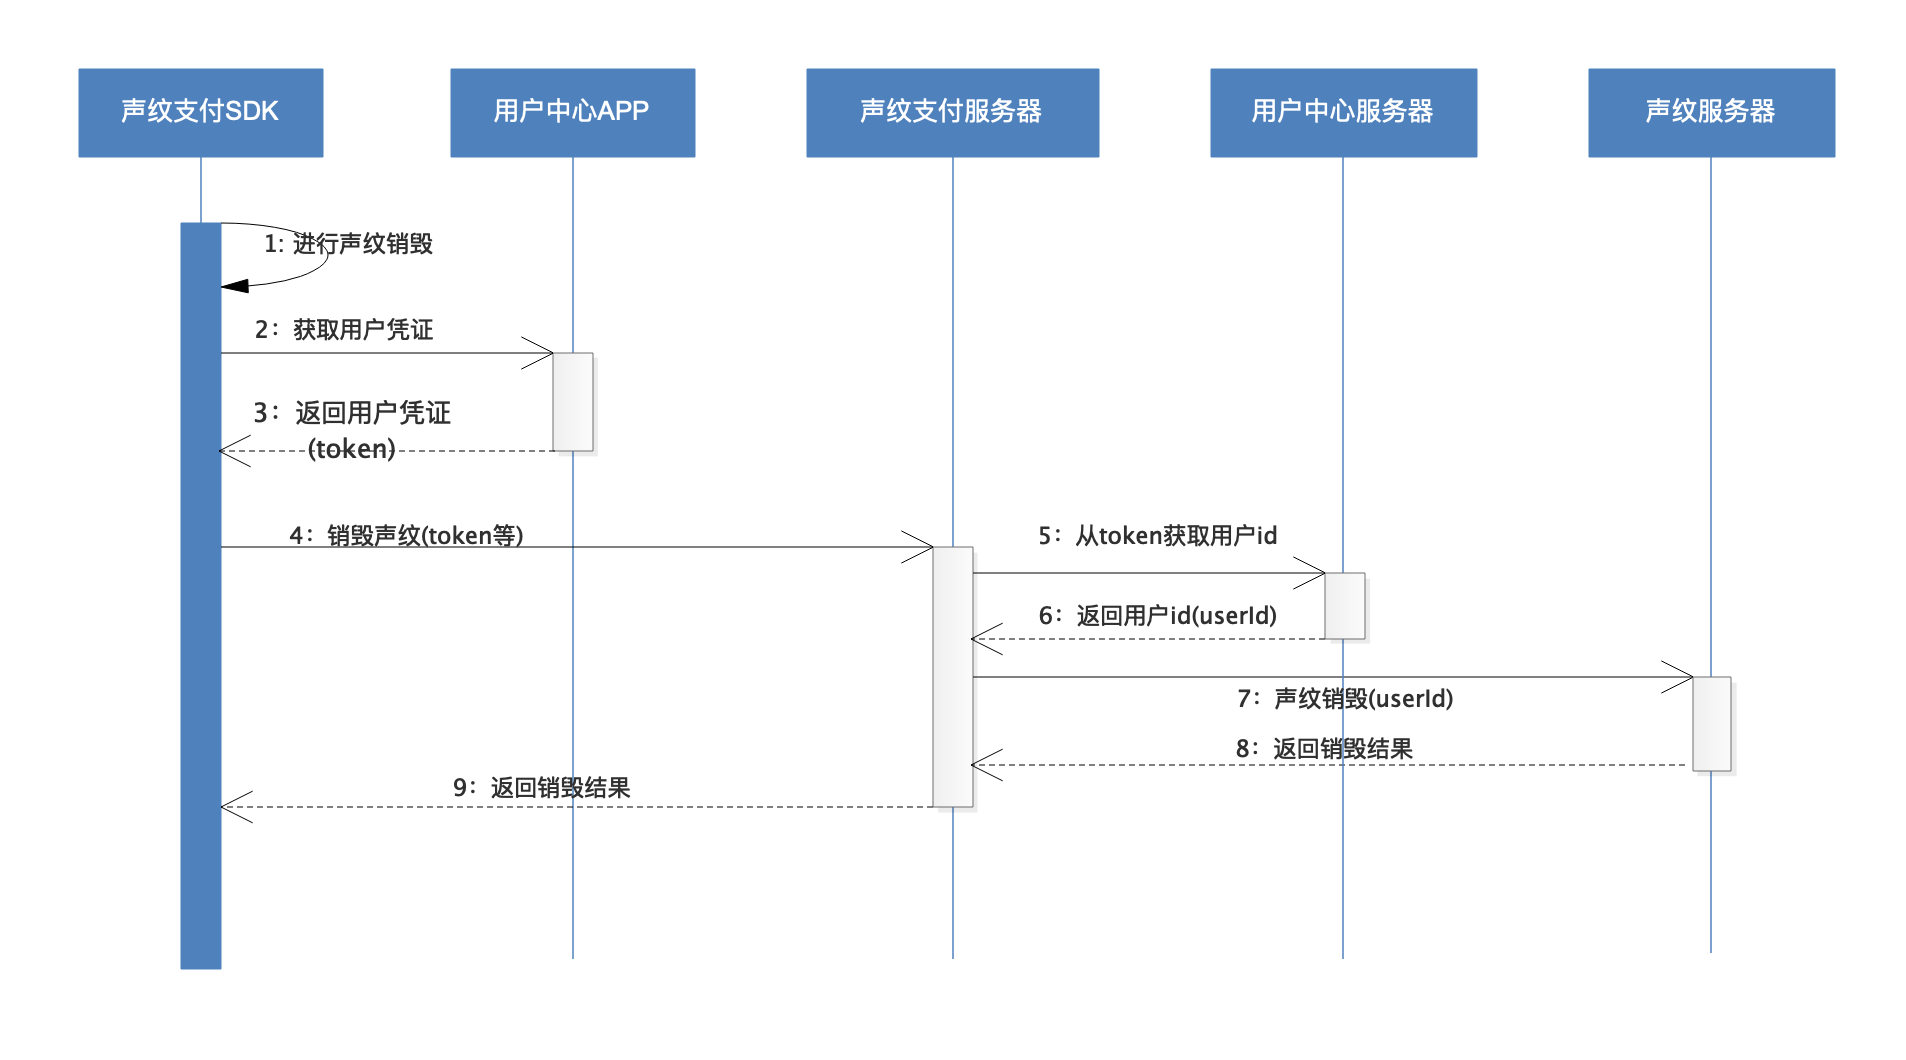 声纹支付SDK
用户中心APP
声纹支付服务器
用户中心服务器
声纹服务器
1: 进行声纹销毁
2：获取用户凭证
3：返回用户凭证
(token)
4：销毁声纹(token等)
5：从token获取用户id
6：返回用户id(userId)
7：声纹销毁(userId)
8：返回销毁结果
9：返回销毁结果